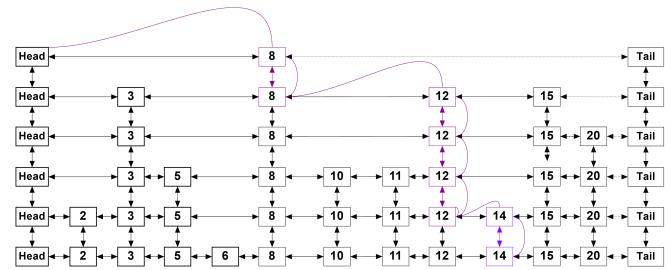 Head 8 Tail
Head 3 8 12 15 Tail
Head 3 8 12 15 20 Tail
Head 3 5 8 10 11 12 15 20 Tail
Head 2 3 5 8 10 11 12 14 15 20 Tail
Head 2 3 5 6 8 10 11 12 14 15 20 Tail